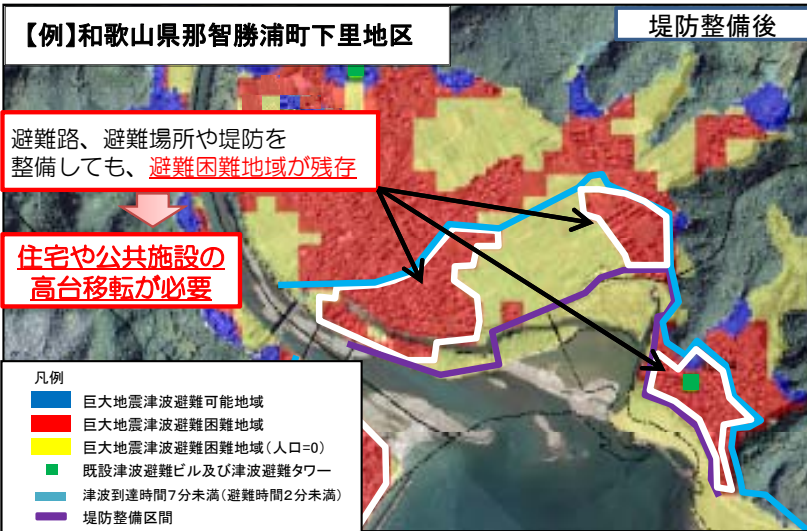 【例】和歌山県那智勝浦町下里地区
堤防整備後
避難路、避難場所や堤防を
整備しても、避難困難地域が残存
住宅や公共施設の
高台移転が必要
凡例
巨大地震津波避難可能地域
巨大地震津波避難困難地域
巨大地震津波避難困難地域(人口=0)
既設津波避難ビル及び津波避難タワー
津波到達時間7分未満(避難時間2分未満)
堤防整備区間